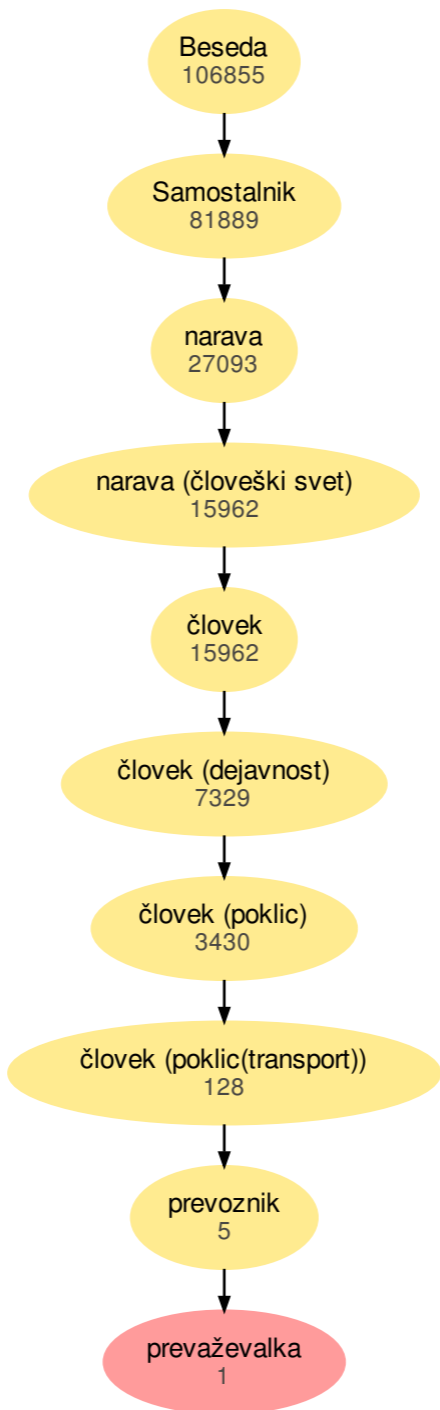 Beseda
106855
Samostalnik
81889
narava
27093
narava (človeški svet)
15962
človek
15962
človek (dejavnost)
7329
človek (poklic)
3430
človek (poklic(transport))
128
prevoznik
5
prevaževalka
1